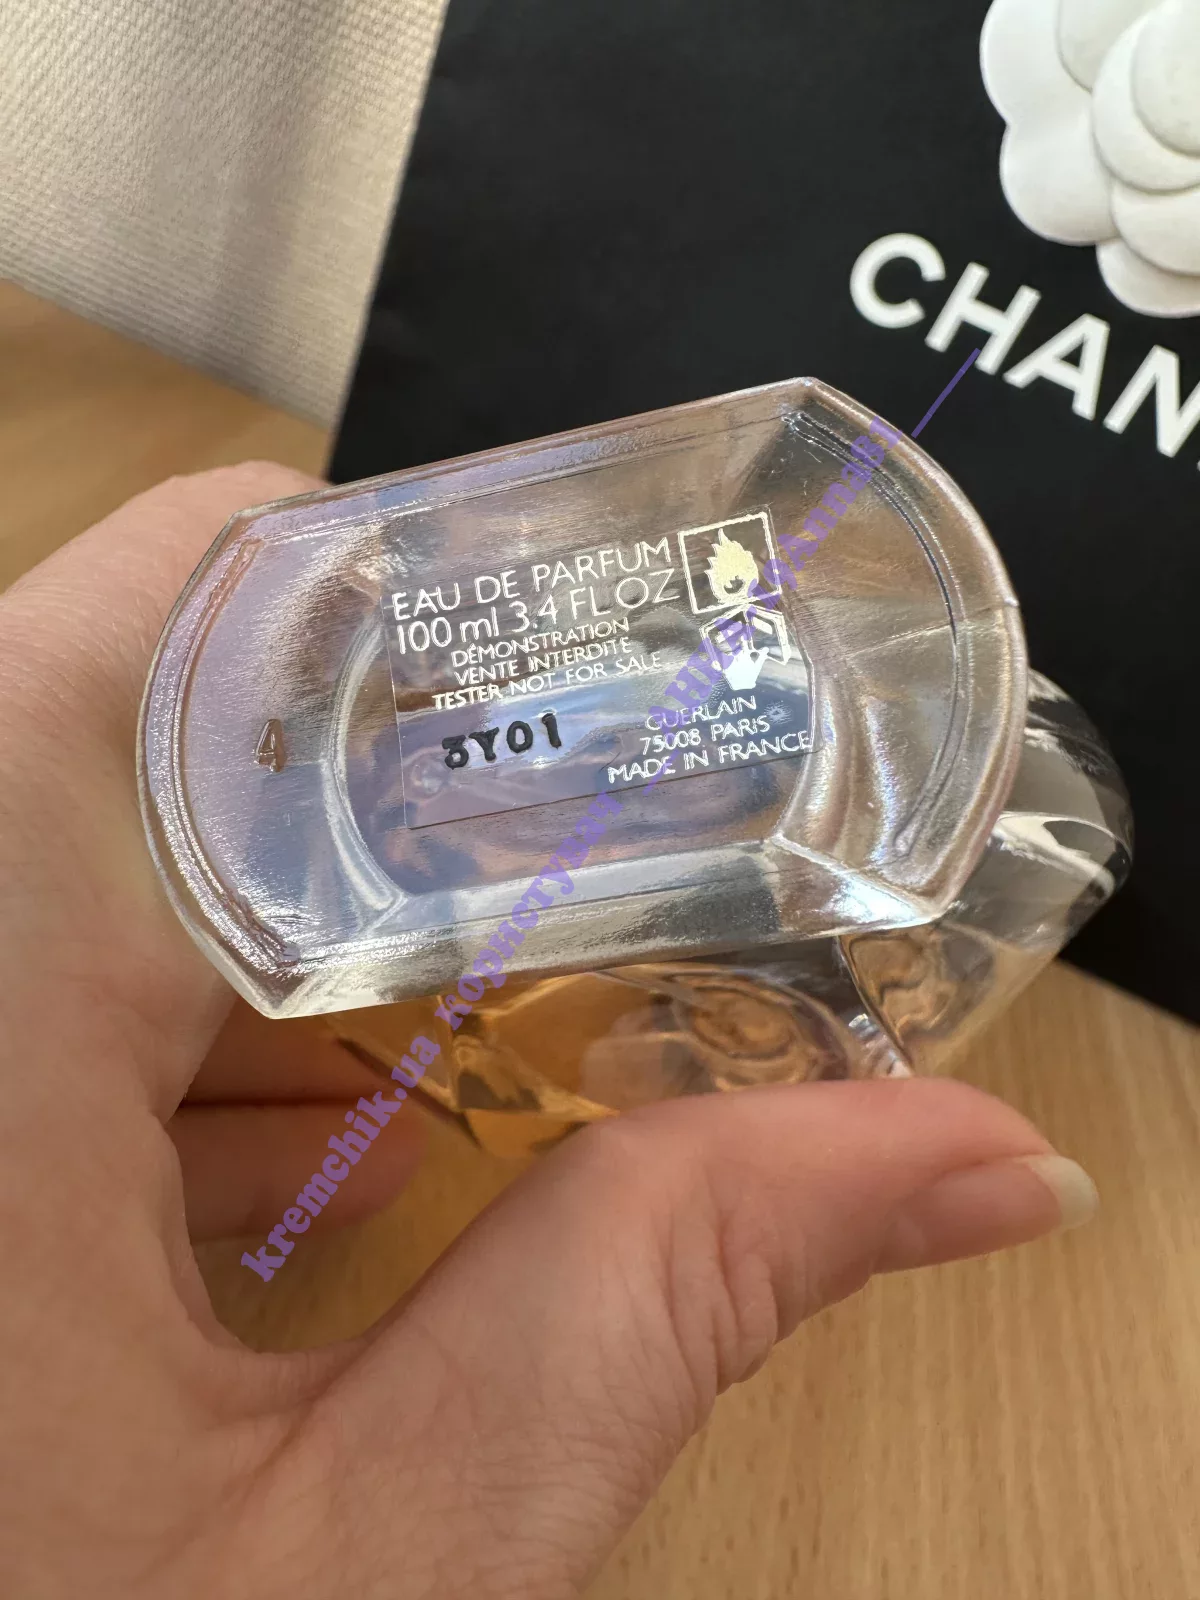 CHAN
EAU DE PARFUM
100 ml 3.4 FL OZ
DÉMONSTRATION
VENTE INTERDITE
TESTER NOT FOR SALE
3Y01
GUERLAIN
75008 PARIS
MADE IN FRANCE
4
kremchik.ua користувач